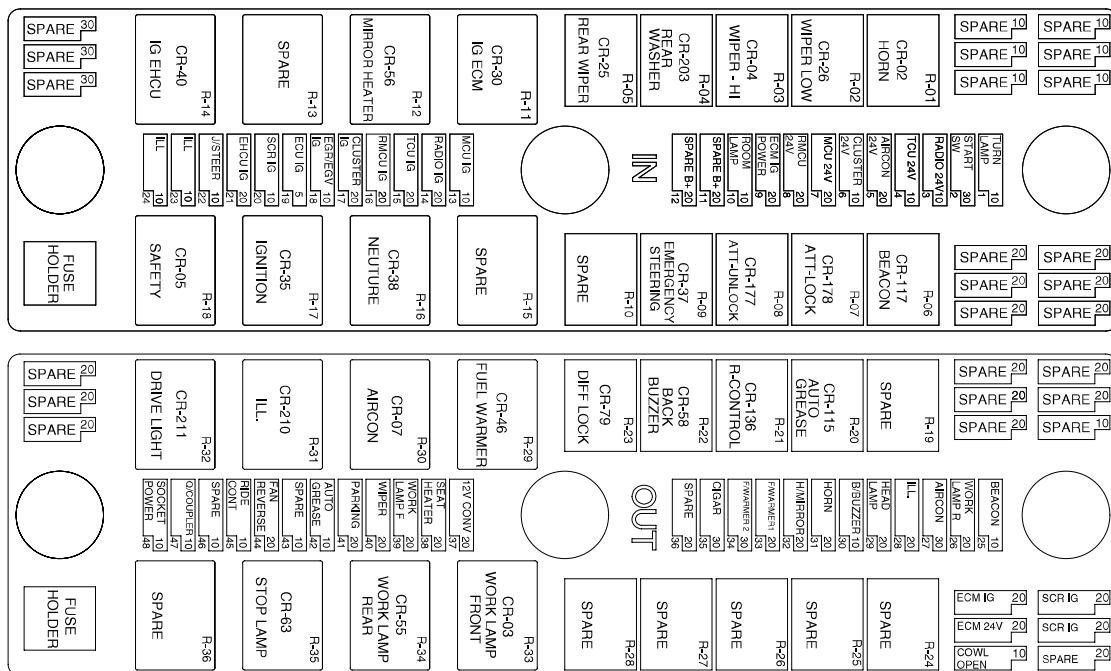 SPARE 30
SPARE 30
SPARE 30
CR-40
IG EHCU
R-14
SPARE
R-13
CR-56
MIRROR HEATER
R-12
CR-30
IG ECM
R-11
CR-25
REAR WIPER
R-05
CR-203
REAR
WASHER
R-04
CR-04
WIPER - HI
R-03
CR-26
WIPER LOW
R-02
CR-02
HORN
R-01
SPARE 10
SPARE 10
SPARE 10
SPARE 10
SPARE 10
SPARE 10
ILL
10
24
ILL
10
23
J/STEER
10
22
EHCU IG
20
21
SCR IG
10
20
ECU IG
5
19
EGR/EGV
IG
10
18
CLUSTER
IG
20
17
RMCU IG
20
16
TCU IG
20
15
RADIO IG
20
14
MCU IG
10
13
IN
SPARE B+
20
12
SPARE B+
20
11
ROOM
LAMP
10
10
ECM IG
POWER
20
9
RMCU
24V
20
8
MCU 24V
20
7
CLUSTER
24V
10
6
AIRCON
24V
20
5
TCU 24V
10
4
RADIO 24V
10
3
START
SW
30
2
TURN
LAMP
10
1
FUSE
HOLDER
CR-05
SAFETY
R-18
CR-35
IGNITION
R-17
CR-38
NEUTURE
R-16
SPARE
R-15
SPARE
R-10
CR-37
EMERGENCY
STEERING
R-09
CR-177
ATT-UNLOCK
R-08
CR-178
ATT-LOCK
R-07
CR-117
BEACON
R-06
SPARE 20
SPARE 20
SPARE 20
SPARE 20
SPARE 20
SPARE 20
SPARE 20
SPARE 20
SPARE 20
CR-211
DRIVE LIGHT
R-32
CR-210
ILL.
R-31
CR-07
AIRCON
R-30
CR-46
FUEL WARMER
R-29
CR-79
DIFF LOCK
R-23
CR-58
BACK
BUZZER
R-22
CR-136
R-CONTROL
R-21
CR-115
AUTO
GREASE
R-20
SPARE
R-19
SPARE 20
SPARE 20
SPARE 20
SPARE 20
SPARE 20
SPARE 10
SOCKET
POWER
10
48
Q/COUPLER
10
47
SPARE
10
46
RIDE
CONT
10
45
FAN
REVERSE
20
44
SPARE
10
43
AUTO
GREASE
10
42
PARKING
20
41
WIPER
20
40
WORK
LAMP F
20
39
SEAT
HEATER
20
38
12V CONV
20
37
OUT
SPARE
20
36
CIGAR
30
35
F/WARMER 2
30
34
F/WARMER1
20
33
H/MIRROR
20
32
HORN
20
31
B/BUZZER
10
30
HEAD
LAMP
20
29
ILL.
20
28
AIRCON
30
27
WORK
LAMP R
20
26
BEACON
10
25
FUSE
HOLDER
SPARE
R-36
CR-63
STOP LAMP
R-35
CR-55
WORK LAMP
REAR
R-34
CR-03
WORK LAMP
FRONT
R-33
SPARE
R-28
SPARE
R-27
SPARE
R-26
SPARE
R-25
SPARE
R-24
ECM IG 20
SCR IG 20
ECM 24V 20
SCR IG 20
COWL
OPEN 10
SPARE 20